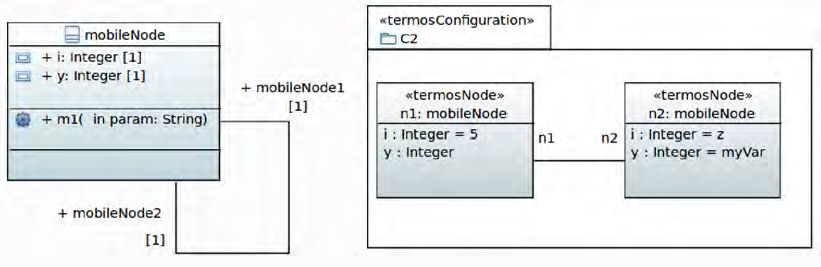 mobileNode
+ i: Integer [1]
+ y: Integer [1]
+ m1( in param: String)
+ mobileNode1
[1]
+ mobileNode2
[1]
«termosConfiguration»
C2
«termosNode»
n1: mobileNode
i : Integer = 5
y : Integer
n1
n2
«termosNode»
n2: mobileNode
i : Integer = z
y : Integer = myVar